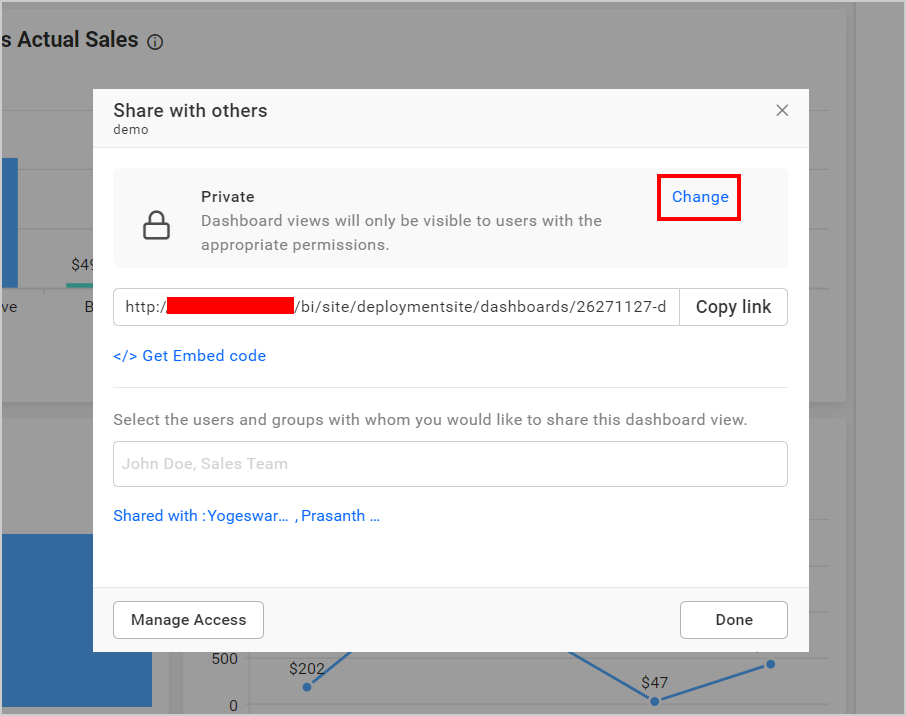 s Actual Sales
Share with others
demo
Private
Change
Dashboard views will only be visible to users with the
appropriate permissions.
http:/ /bi/site/deploymentsite/dashboards/26271127-d
Copy link
</> Get Embed code
Select the users and groups with whom you would like to share this dashboard view.
John Doe, Sales Team
Shared with :Yogeswar... , Prasanth ...
Manage Access
Done
$49
ve
B
500
$202
$47
0